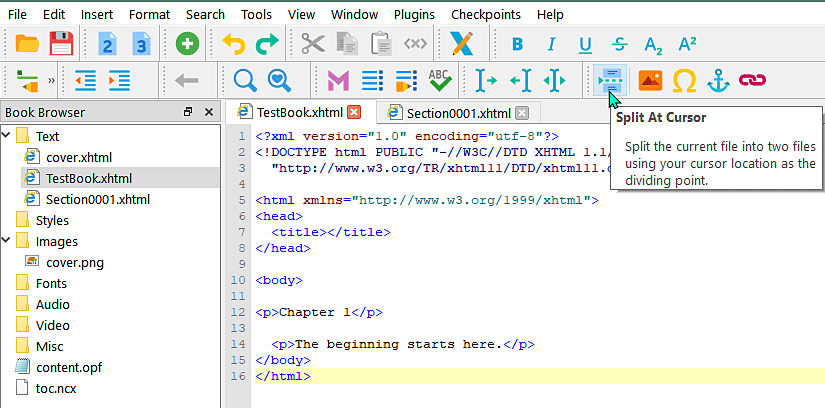 File Edit Insert Format Search Tools View Window Plugins Checkpoints Help
2 3 B I U S A2 A2
» M ABC
Book Browser
TestBook.xhtml Section0001.xhtml
Split At Cursor
Split the current file into two files
using your cursor location as the
dividing point.
Text
cover.xhtml
TestBook.xhtml
Section0001.xhtml
Styles
Images
cover.png
Fonts
Audio
Video
Misc
content.opf
toc.ncx
1 <?xml version="1.0" encoding="utf-8"?>
2 <!DOCTYPE html PUBLIC "-//W3C//DTD XHTML 1.1/
3 "http://www.w3.org/TR/xhtml11/DTD/xhtml11.
4
5 <html xmlns="http://www.w3.org/1999/xhtml">
6 <head>
7 <title></title>
8 </head>
9
10 <body>
11
12 <p>Chapter 1</p>
13
14 <p>The beginning starts here.</p>
15 </body>
16 </html>